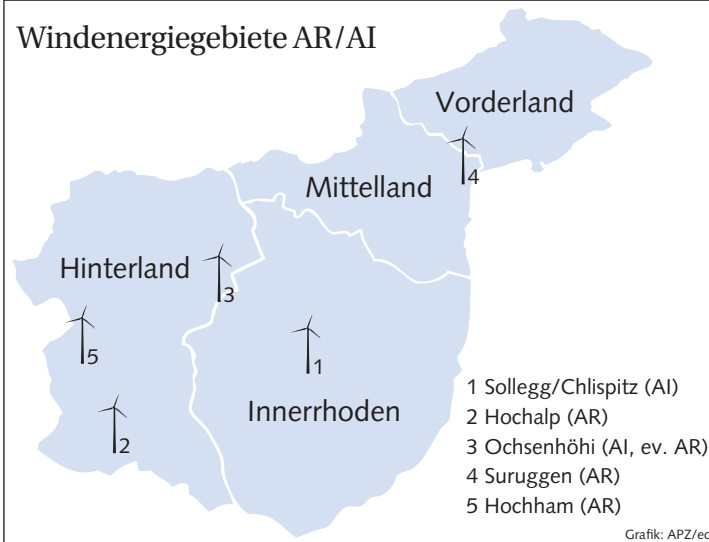 Windenergiegebiete AR/AI
Vorderland
4
Mittelland
Hinterland
3
5
1
2
Innerrhoden
1 Sollegg/Chlispitz (AI)
2 Hochalp (AR)
3 Ochsenhöhi (AI, ev. AR)
4 Suruggen (AR)
5 Hochham (AR)
Grafik: APZ/ec